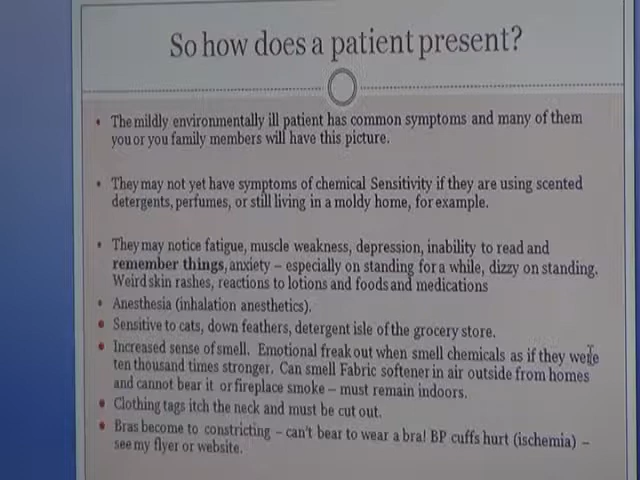 So how does a patient present?
• The mildly environmentally ill patient has common symptoms and many of them
you or you family members will have this picture.
• They may not yet have symptoms of chemical Sensitivity if they are using scented
detergents, perfumes, or still living in a moldy home, for example.
• They may notice fatigue, muscle weakness, depression, inability to read and
remember things, anxiety – especially on standing for a while, dizzy on standing.
Weird skin rashes, reactions to lotions and foods and medications
• Anesthesia (inhalation anesthetics).
• Sensitive to cats, down feathers, detergent isle of the grocery store.
• Increased sense of smell. Emotional freak out when smell chemicals as if they were
ten thousand times stronger. Can smell Fabric softener in air outside from homes
and cannot bear it or fireplace smoke – must remain indoors.
• Clothing tags itch the neck and must be cut out.
• Bras become to constricting – can't bear to wear a bra! BP cuffs hurt (ischemia) –
see my flyer or website.